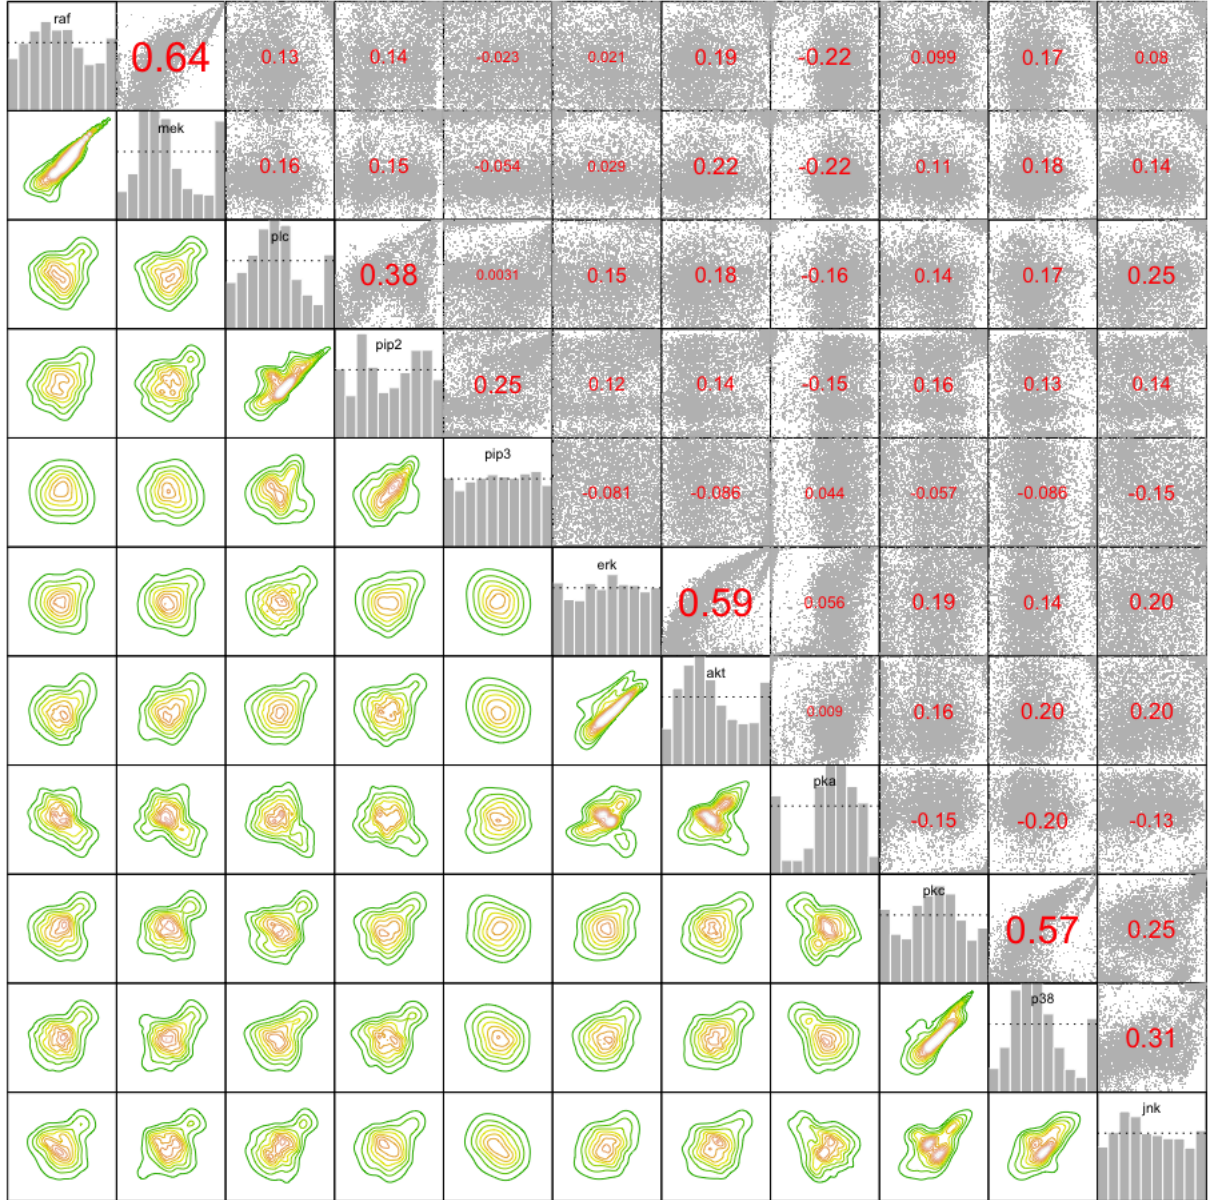 raf 0.64 0.13 0.14 -0.023 0.021 0.19 -0.22 0.099 0.17 0.08
mek 0.16 0.15 -0.054 0.029 0.22 -0.22 0.11 0.18 0.14
plc 0.38 0.0031 0.15 0.18 -0.16 0.14 0.17 0.25
pip2 0.25 0.12 0.14 -0.15 0.16 0.13 0.14
pip3 -0.081 -0.086 0.044 -0.057 -0.086 -0.15
erk 0.59 0.056 0.19 0.14 0.20
akt 0.009 0.16 0.20 0.20
pka -0.15 -0.20 -0.13
pkc 0.57 0.25
p38 0.31
jnk